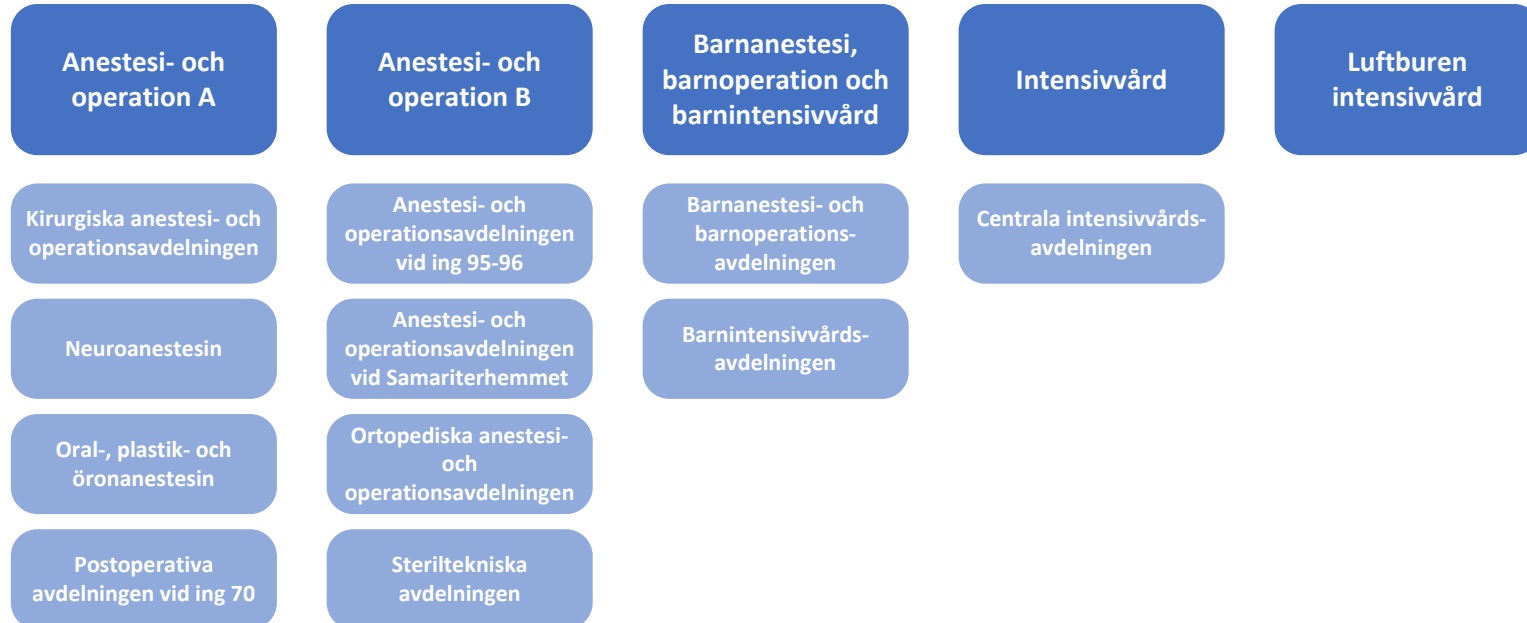 Anestesi- och
operation A
Anestesi- och
operation B
Barnanestesi,
barnoperation och
barnintensivvård
Intensivvård
Luftburen
intensivvård
Kirurgiska anestesi- och
operationsavdelningen
Anestesi- och
operationsavdelningen
vid ing 95-96
Barnanestesi- och
barnoperations-
avdelningen
Centrala intensivvårds-
avdelningen
Neuroanestesin
Anestesi- och
operationsavdelningen
vid Samariterhemmet
Barnintensivvårds-
avdelningen
Oral-, plastik- och
öronanestesin
Ortopediska anestesi-
och
operationsavdelningen
Postoperativa
avdelningen vid ing 70
Steriltekniska
avdelningen